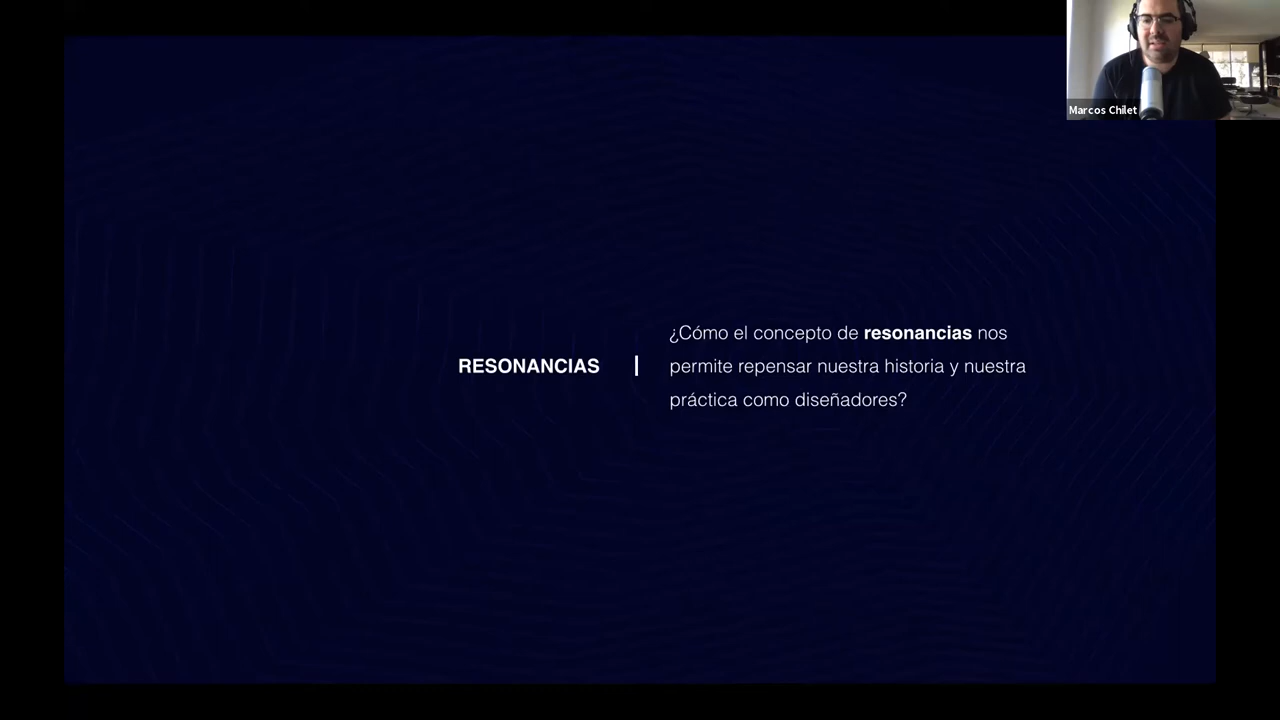 Marcos Chilet
RESONANCIAS
¿Cómo el concepto de resonancias nos
permite repensar nuestra historia y nuestra
práctica como diseñadores?